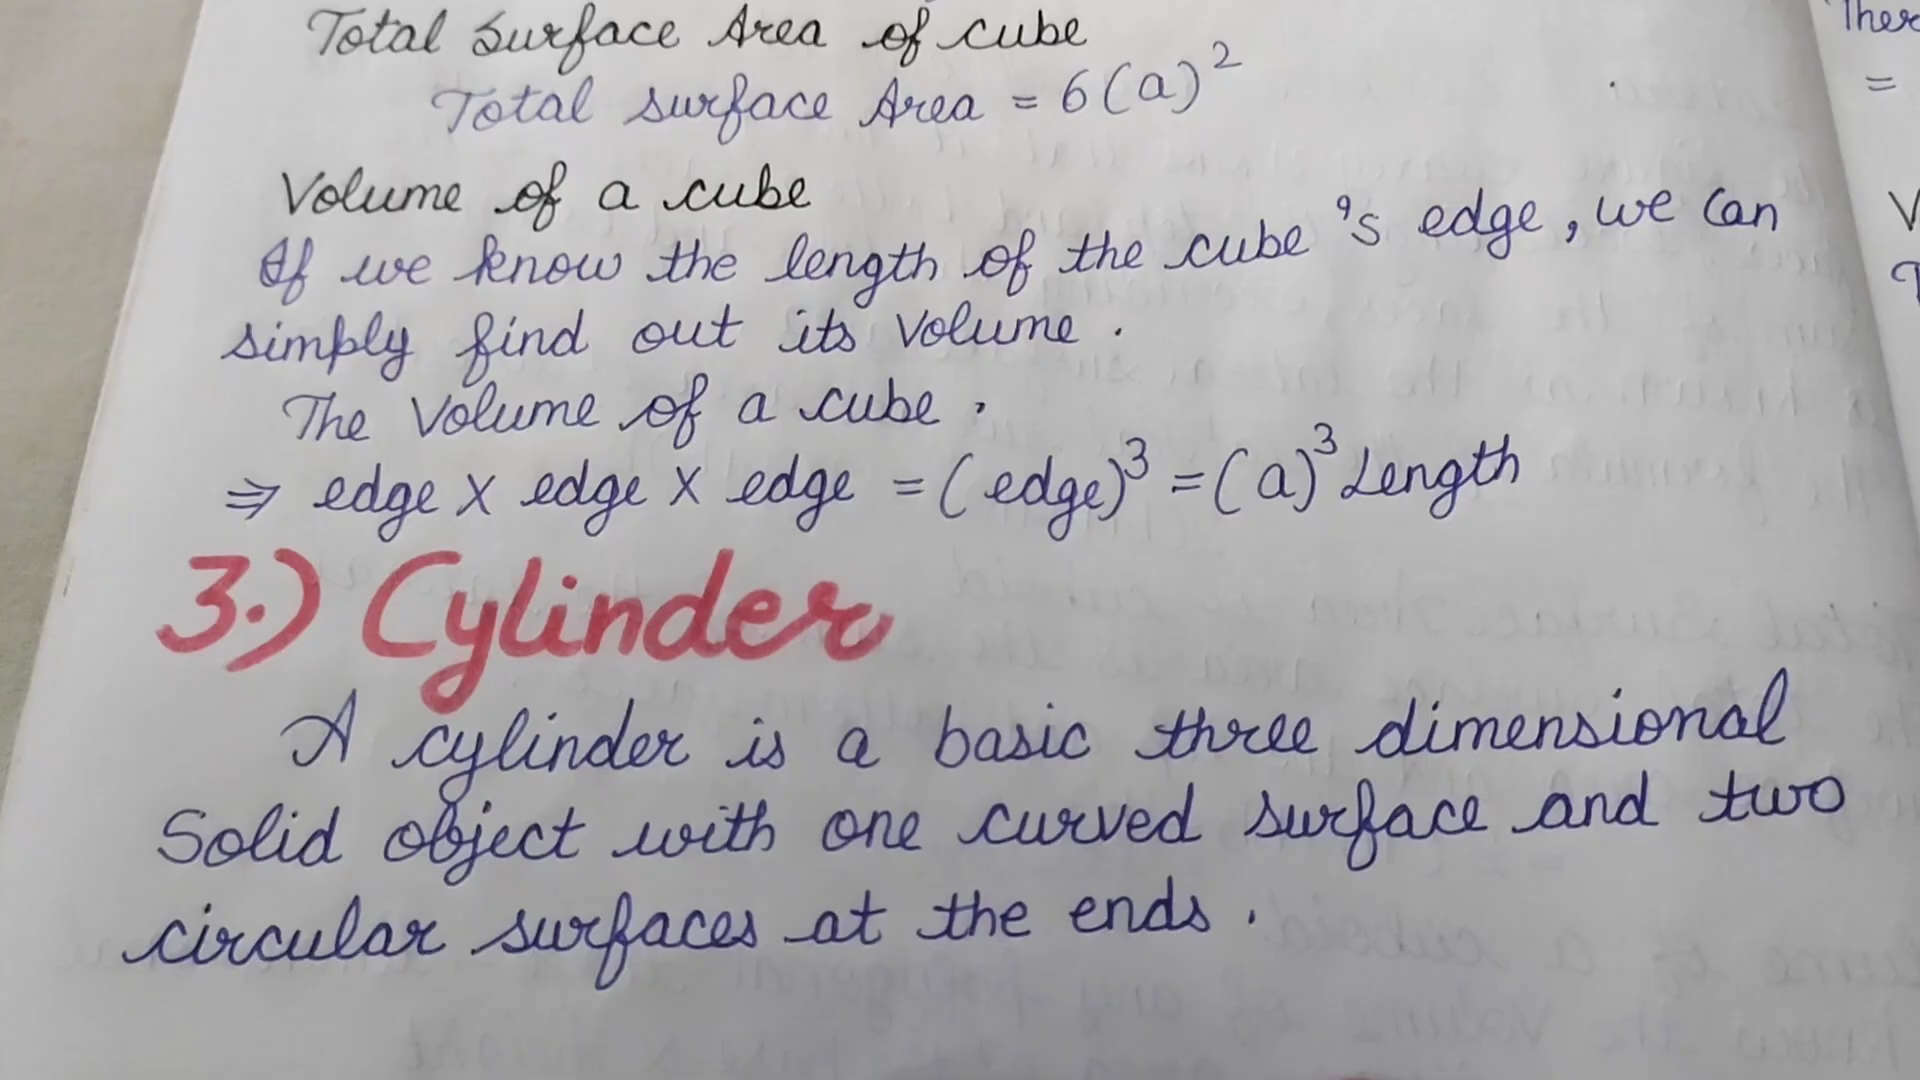 Total Surface Area of cube
Total surface Area = 6(a)²
Volume of a cube
If we know the length of the cube's edge, we can
simply find out its Volume.
The Volume of a cube.
⇒ edge x edge x edge = (edge)³ = (a)³ Length
3.) Cylinder
A cylinder is a basic three dimensional
Solid object with one curved surface and two
circular surfaces at the ends.
=